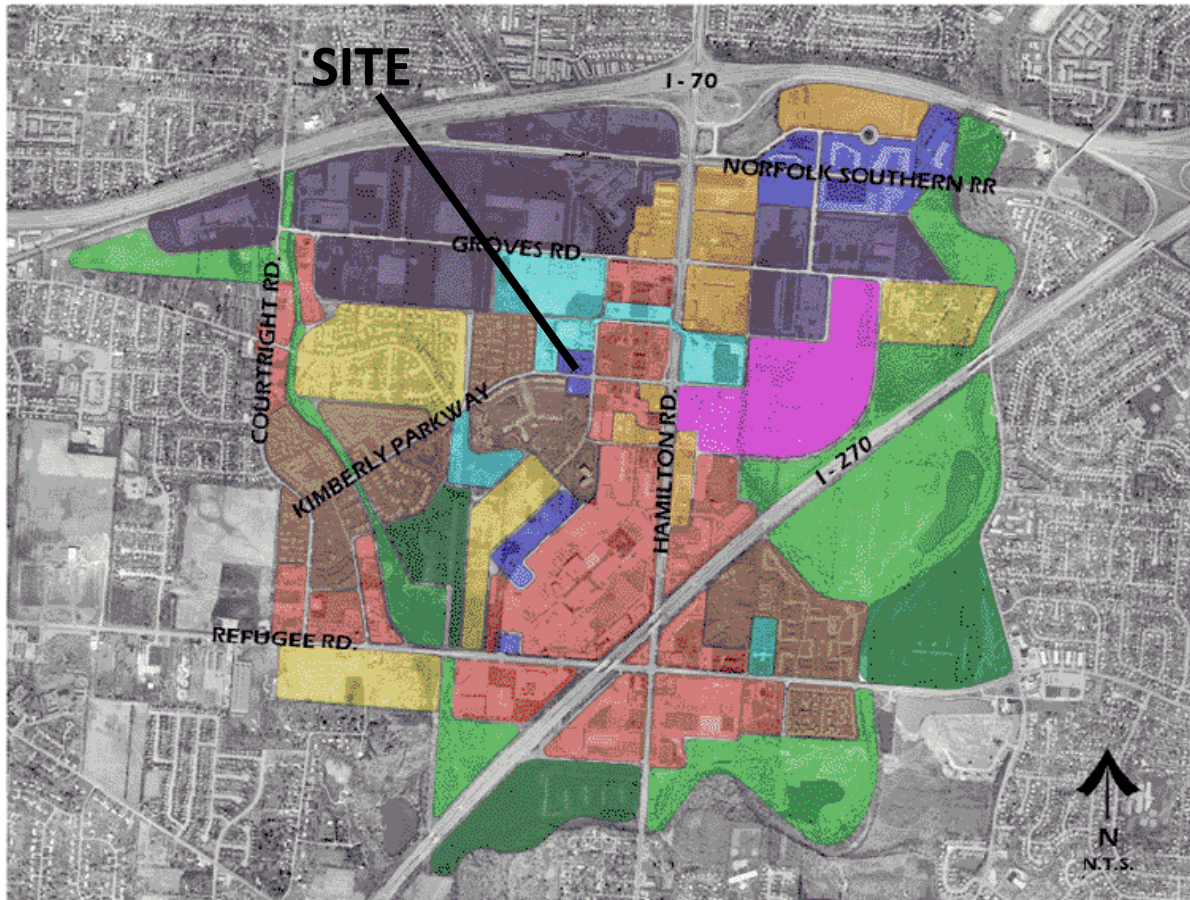 SITE
I - 70
NORFOLK SOUTHERN RR
GROVES RD.
COURTRIGHT RD.
KIMBERLY PARKWAY
HAMILTON RD.
I - 270
REFUGEE RD.
N
N.T.S.